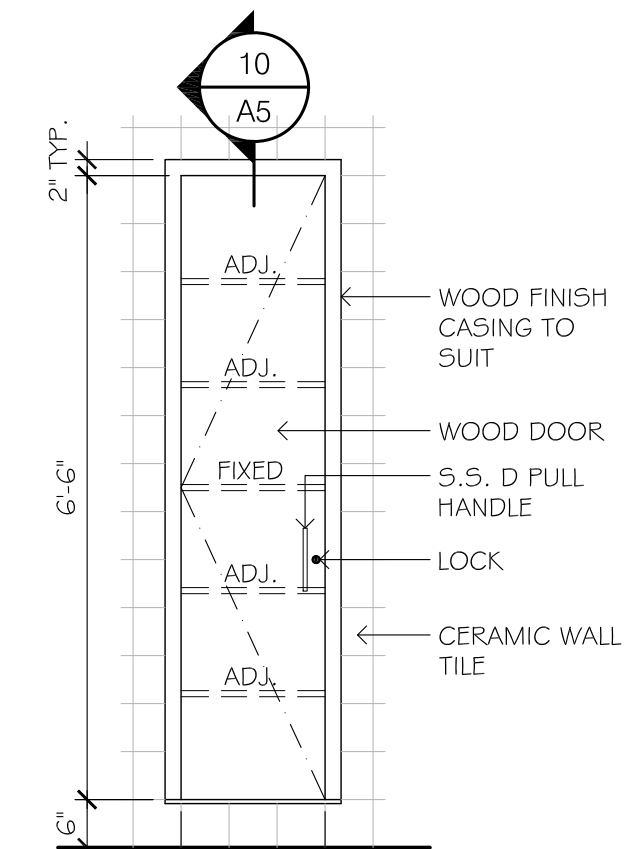 10
A5
2" TYP.
ADJ.
WOOD FINISH
CASING TO
SUIT
ADJ.
WOOD DOOR
FIXED
S.S. D PULL
HANDLE
6'-6"
LOCK
ADJ.
CERAMIC WALL
TILE
ADJ.
6"